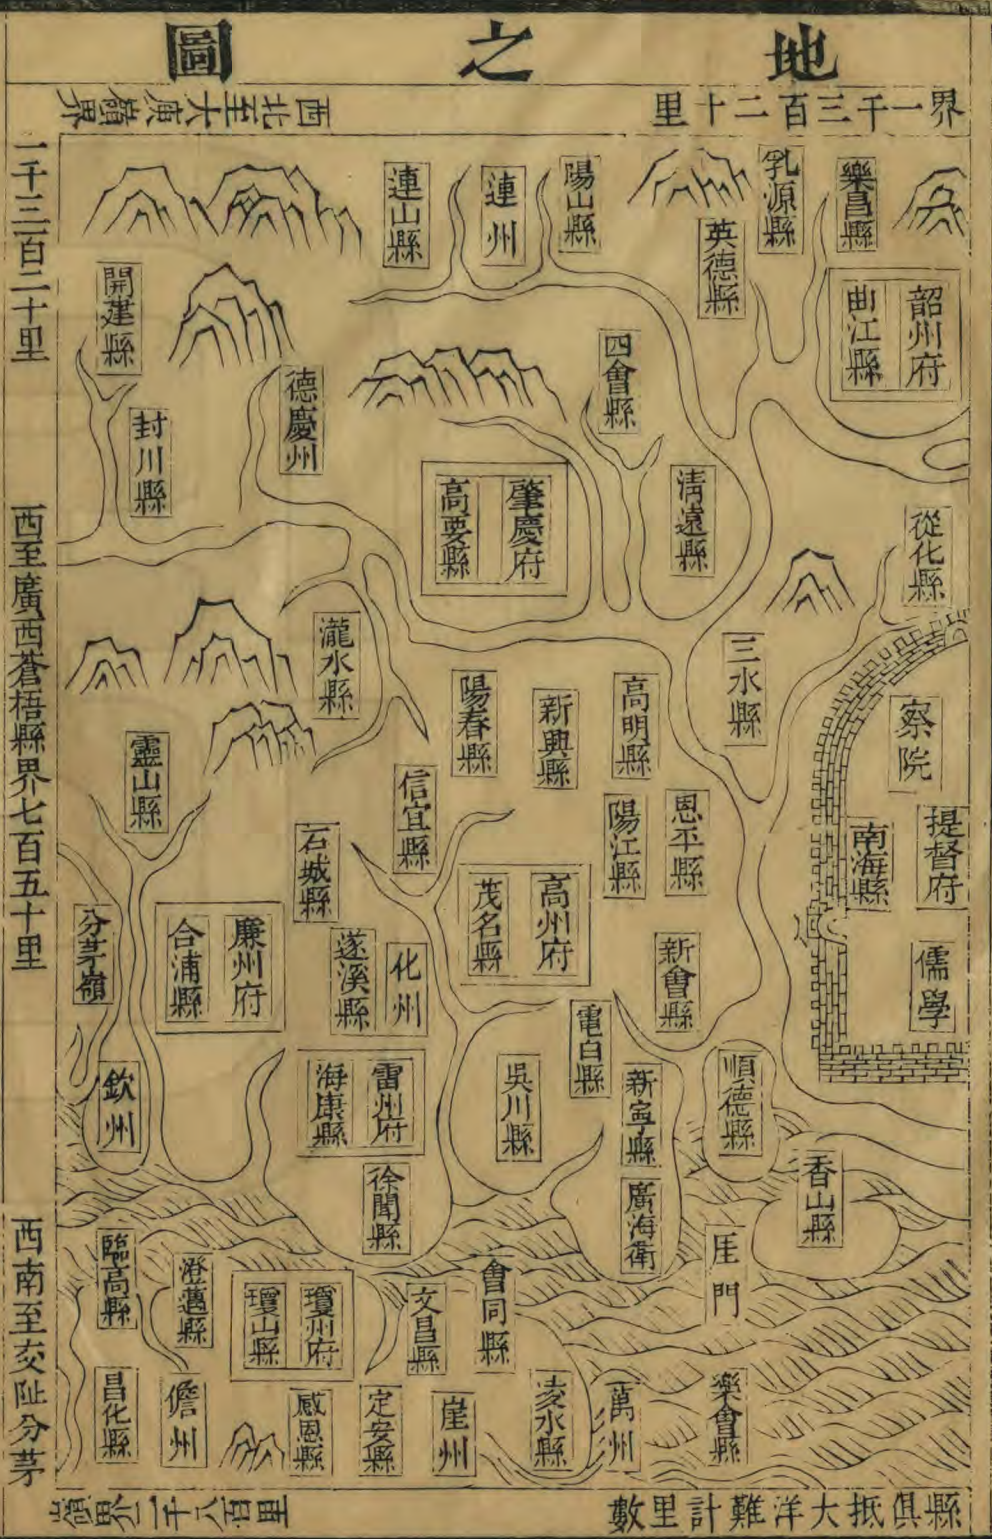 地之圖
界一千三百二十里
西北至大庾嶺界
一千三百二十里
西至廣西蒼梧縣界七百五十里
西南至交阯分茅
嶺界二千八百里
縣俱抵大洋難計里數
樂昌縣
乳源縣
英德縣
韶州府
曲江縣
陽山縣
連州
連山縣
開建縣
封川縣
德慶州
四會縣
清遠縣
肇慶府
高要縣
從化縣
三水縣
察院
提督府
南海縣
儒學
高明縣
新興縣
陽春縣
瀧水縣
恩平縣
陽江縣
信宜縣
石城縣
靈山縣
高州府
茂名縣
化州
遂溪縣
廉州府
合浦縣
分茅嶺
欽州
新會縣
電白縣
順德縣
新寧縣
吳川縣
雷州府
海康縣
徐聞縣
廣海衛
香山縣
厓門
會同縣
文昌縣
瓊州府
瓊山縣
澄邁縣
臨高縣
樂會縣
萬州
陵水縣
崖州
定安縣
感恩縣
儋州
昌化縣